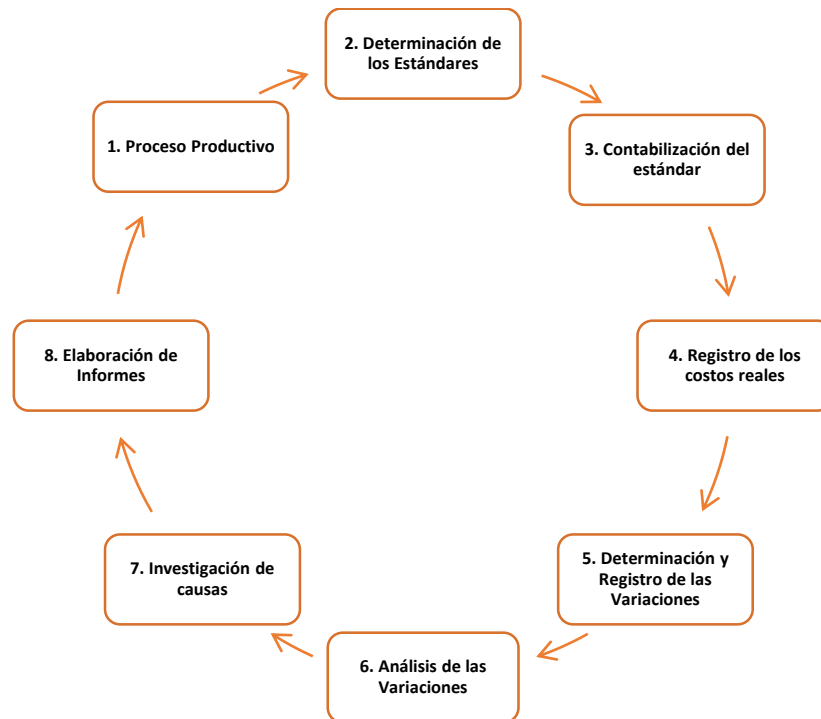 1. Proceso Productivo
2. Determinación de
los Estándares
3. Contabilización del
estándar
4. Registro de los
costos reales
5. Determinación y
Registro de las
Variaciones
6. Análisis de las
Variaciones
7. Investigación de
causas
8. Elaboración de
Informes